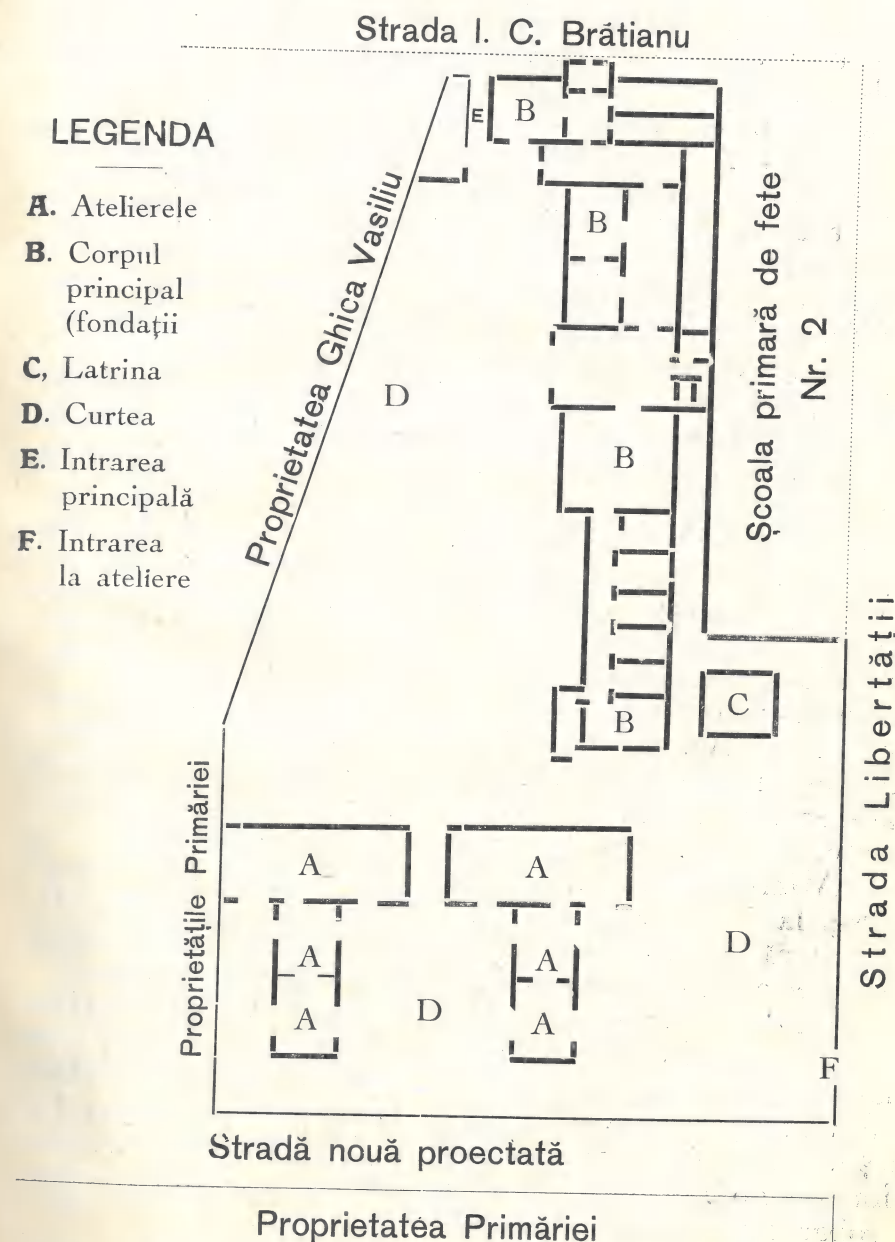 Strada I. C. Brătianu
LEGENDA
A. Atelierele
B. Corpul
principal
(fondații
C, Latrina
D. Curtea
E. Intrarea
principală
F. Intrarea
la ateliere
E
B
B
Proprietatea Ghica Vasiliu
D
Școala primară de fete
Nr. 2
B
B
C
Strada Libertății
Proprietățile Primăriei
A
A
A
A
D
A
A
D
F
Stradă nouă proectată
Proprietatea Primăriei